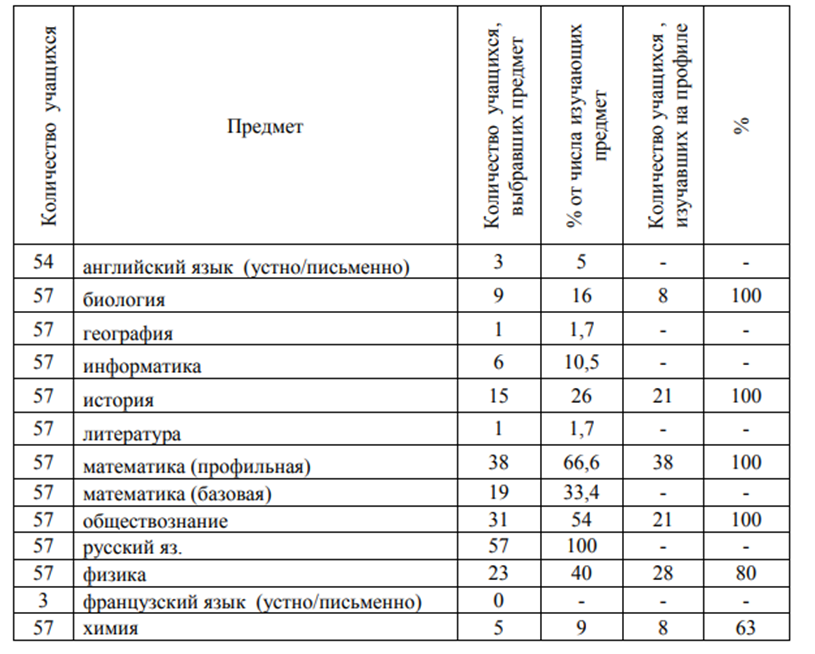 Количество учащихся
Предмет
Количество учащихся,
выбравших предмет
% от числа изучающих
предмет
Количество учащихся ,
изучавших на профиле
%
54 английский язык (устно/письменно) 3 5 - -
57 биология 9 16 8 100
57 география 1 1,7 - -
57 информатика 6 10,5 - -
57 история 15 26 21 100
57 литература 1 1,7 - -
57 математика (профильная) 38 66,6 38 100
57 математика (базовая) 19 33,4 - -
57 обществознание 31 54 21 100
57 русский яз. 57 100 - -
57 физика 23 40 28 80
3 французский язык (устно/письменно) 0 - - -
57 химия 5 9 8 63